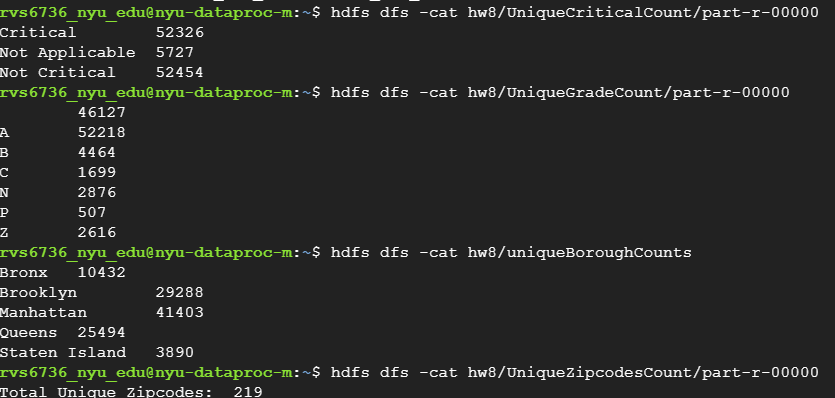 rvs6736_nyu_edu@nyu-dataproc-m:~$ hdfs dfs -cat hw8/UniqueCriticalCount/part-r-00000
Critical 52326
Not Applicable 5727
Not Critical 52454
rvs6736_nyu_edu@nyu-dataproc-m:~$ hdfs dfs -cat hw8/UniqueGradeCount/part-r-00000
46127
A 52218
B 4464
C 1699
N 2876
P 507
Z 2616
rvs6736_nyu_edu@nyu-dataproc-m:~$ hdfs dfs -cat hw8/uniqueBoroughCounts
Bronx 10432
Brooklyn 29288
Manhattan 41403
Queens 25494
Staten Island 3890
rvs6736_nyu_edu@nyu-dataproc-m:~$ hdfs dfs -cat hw8/UniqueZipcodesCount/part-r-00000
Total Unique Zipcodes: 219